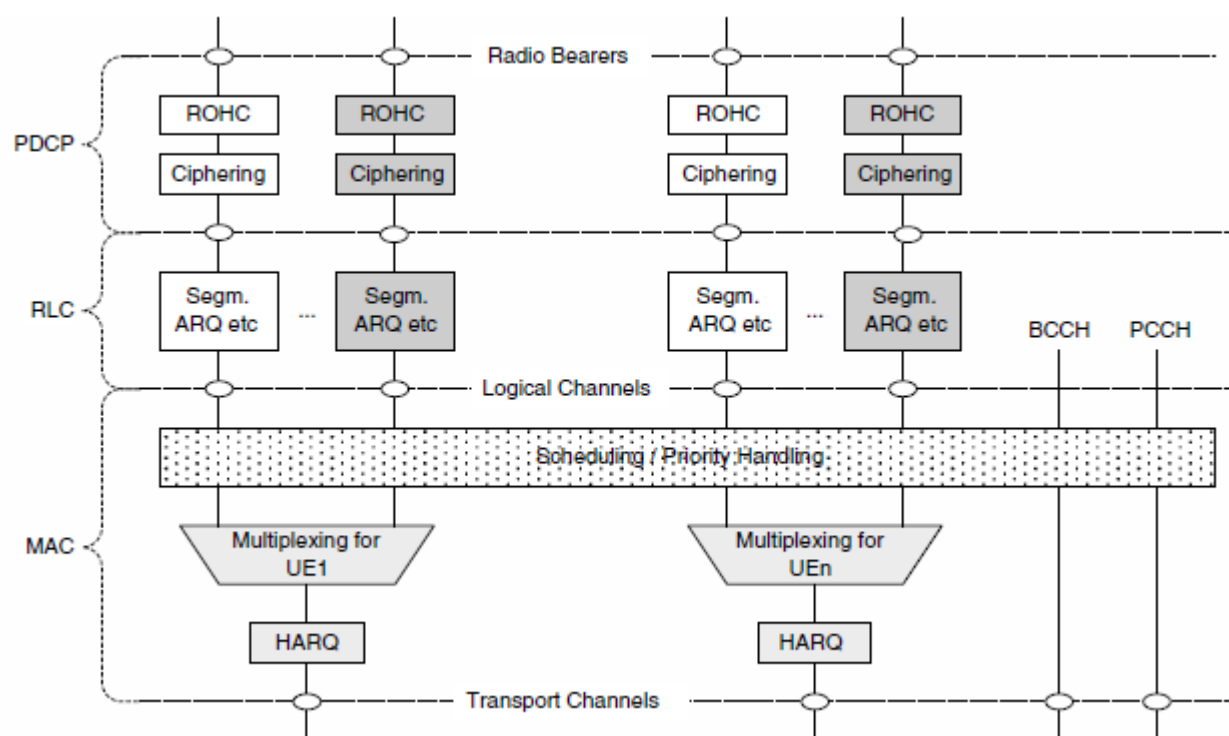 Radio Bearers
ROHC ROHC ROHC ROHC
PDCP
Ciphering Ciphering Ciphering Ciphering
Segm. Segm. Segm. Segm.
RLC
ARQ etc ... ARQ etc ARQ etc ... ARQ etc
BCCH PCCH
Logical Channels
Scheduling / Priority Handling
Multiplexing for Multiplexing for
MAC
UE1 UEn
HARQ HARQ
Transport Channels